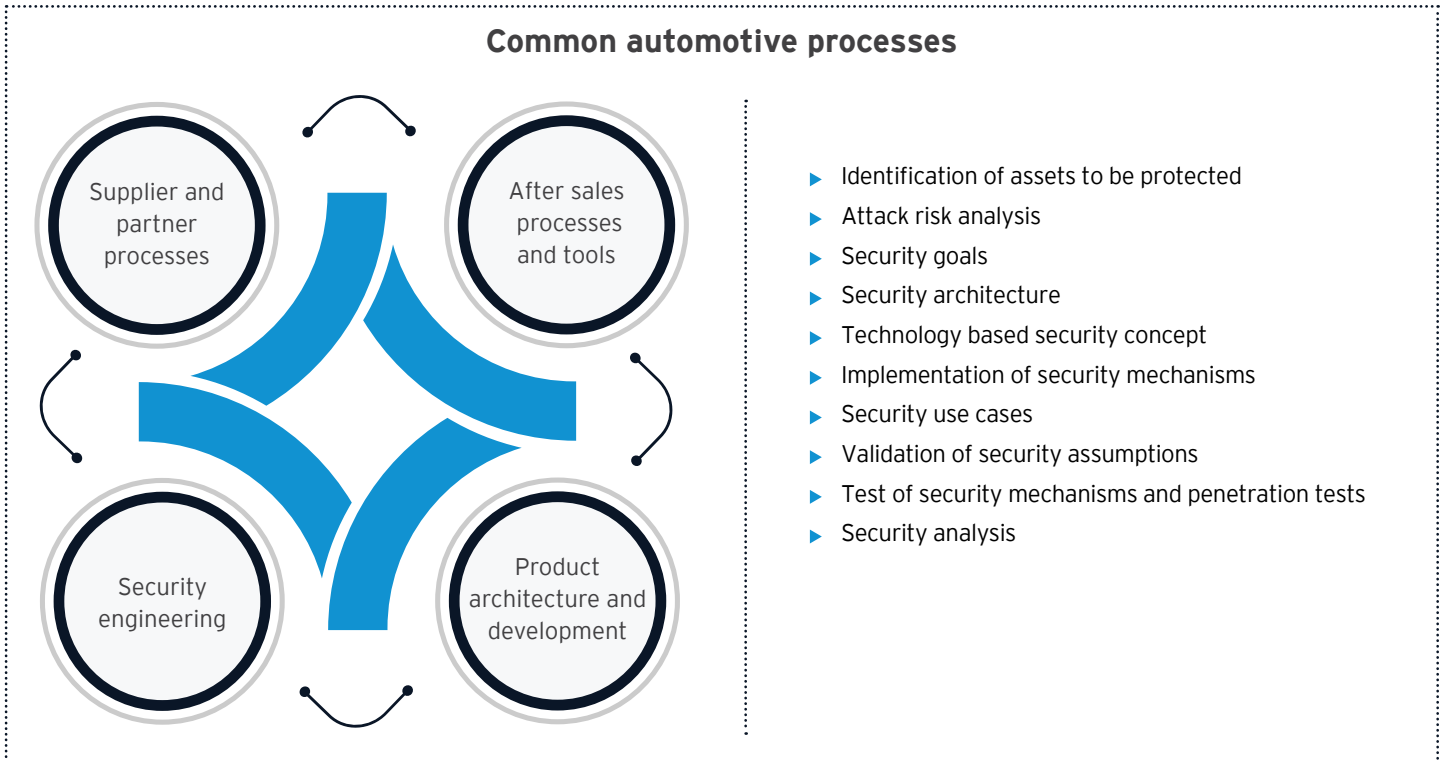 Common automotive processes
Supplier and
partner
processes
After sales
processes
and tools
Security
engineering
Product
architecture and
development
Identification of assets to be protected
Attack risk analysis
Security goals
Security architecture
Technology based security concept
Implementation of security mechanisms
Security use cases
Validation of security assumptions
Test of security mechanisms and penetration tests
Security analysis